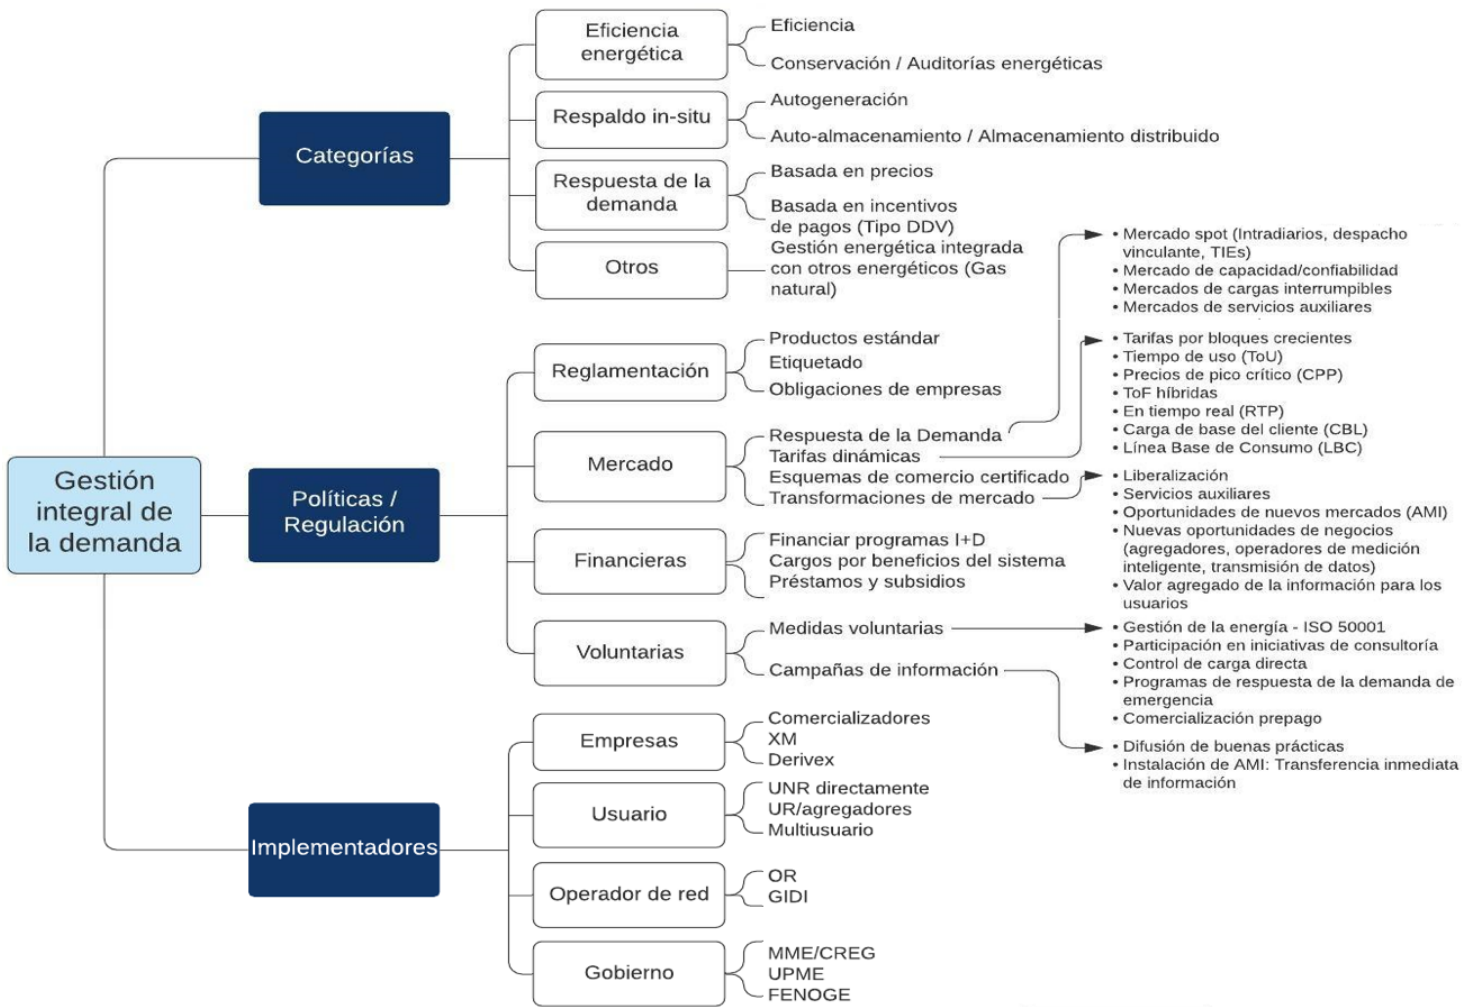 Gestión
integral de
la demanda
Categorías
Eficiencia
energética
Eficiencia
Conservación / Auditorías energéticas
Respaldo in-situ
Autogeneración
Auto-almacenamiento / Almacenamiento distribuido
Respuesta de la
demanda
Basada en precios
Basada en incentivos
de pagos (Tipo DDV)
Otros
Gestión energética integrada
con otros energéticos (Gas
natural)
Políticas /
Regulación
Reglamentación
Productos estándar
Etiquetado
Obligaciones de empresas
Mercado
Respuesta de la Demanda
Tarifas dinámicas
Esquemas de comercio certificado
Transformaciones de mercado
• Mercado spot (Intradiarios, despacho
vinculante, TIEs)
• Mercado de capacidad/confiabilidad
• Mercados de cargas interrumpibles
• Mercados de servicios auxiliares
• Tarifas por bloques crecientes
• Tiempo de uso (ToU)
• Precios de pico crítico (CPP)
• ToF híbridas
• En tiempo real (RTP)
• Carga de base del cliente (CBL)
• Línea Base de Consumo (LBC)
• Liberalización
• Servicios auxiliares
• Oportunidades de nuevos mercados (AMI)
• Nuevas oportunidades de negocios
(agregadores, operadores de medición
inteligente, transmisión de datos)
• Valor agregado de la información para los
usuarios
Financieras
Financiar programas I+D
Cargos por beneficios del sistema
Préstamos y subsidios
Voluntarias
Medidas voluntarias
Campañas de información
• Gestión de la energía - ISO 50001
• Participación en iniciativas de consultoría
• Control de carga directa
• Programas de respuesta de la demanda de
emergencia
• Comercialización prepago
• Difusión de buenas prácticas
• Instalación de AMI: Transferencia inmediata
de información
Implementadores
Empresas
Comercializadores
XM
Derivex
Usuario
UNR directamente
UR/agregadores
Multiusuario
Operador de red
OR
GIDI
Gobierno
MME/CREG
UPME
FENOGE